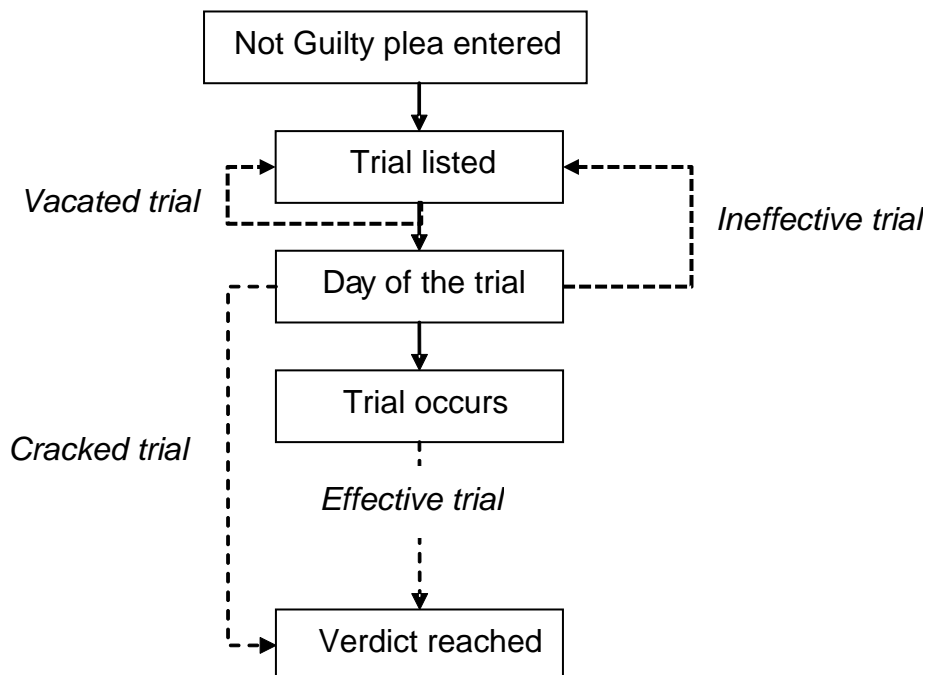 Not Guilty plea entered
Trial listed
Vacated trial
Ineffective trial
Day of the trial
Trial occurs
Cracked trial
Effective trial
Verdict reached